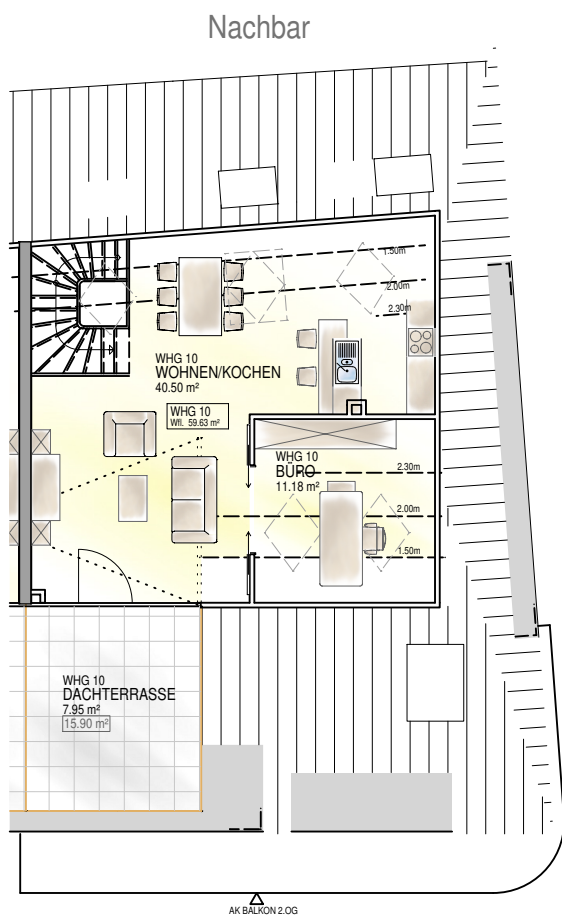 Nachbar
1.50m
2.00m
2.30m
WHG 10
WOHNEN/KOCHEN
40.50 m²
WHG 10
Wfl. 59.63 m²
WHG 10
BÜRO
11.18 m²
2.30m
2.00m
1.50m
WHG 10
DACHTERRASSE
7.95 m²
15.90 m²
AK BALKON 2.OG